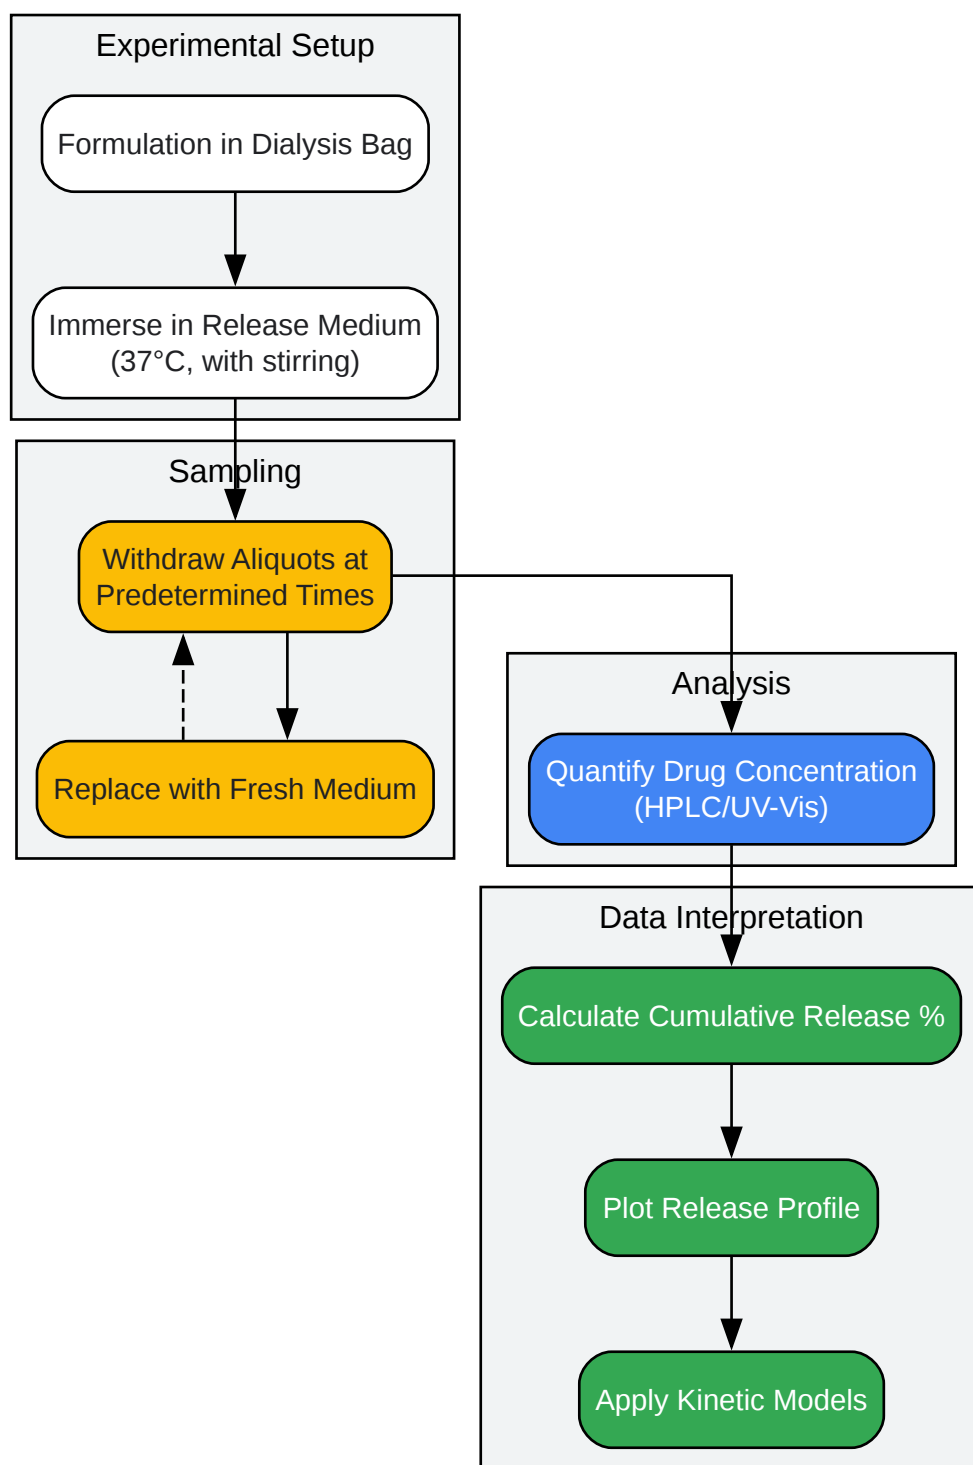 Experimental Setup
Formulation in Dialysis Bag
Immerse in Release Medium
(37°C, with stirring)
Sampling
Withdraw Aliquots at
Predetermined Times
Replace with Fresh Medium
Analysis
Quantify Drug Concentration
(HPLC/UV-Vis)
Data Interpretation
Calculate Cumulative Release %
Plot Release Profile
Apply Kinetic Models